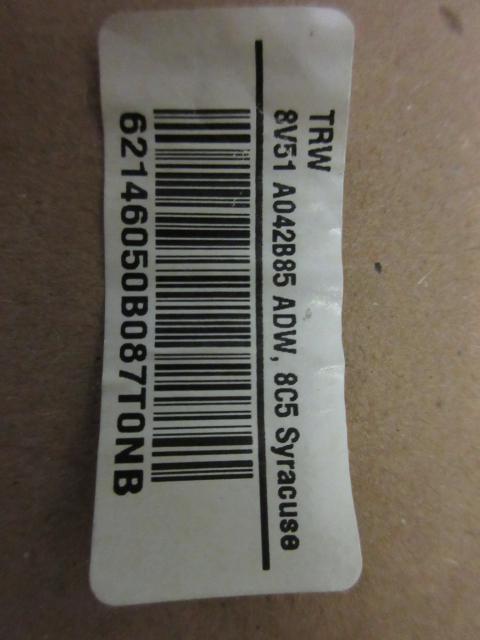 TRW
8V51 A042B85 ADW, 8C5 Syracuse
62146050B087T0NB